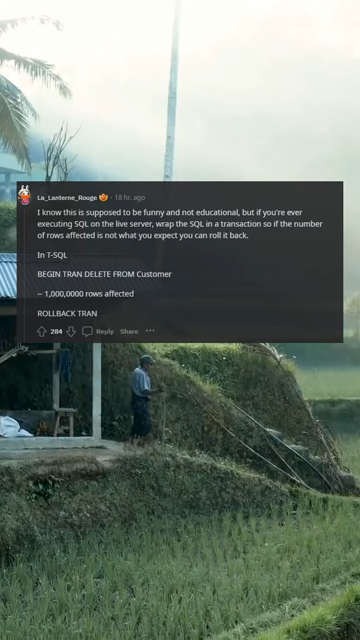 La_Lanterne_Rouge · 18 hr. ago
I know this is supposed to be funny and not educational, but if you're ever
executing SQL on the live server, wrap the SQL in a transaction so if the number
of rows affected is not what you expect you can roll it back.
In T-SQL
BEGIN TRAN DELETE FROM Customer
-- 1,000,0000 rows affected
ROLLBACK TRAN
284 Reply Share ···